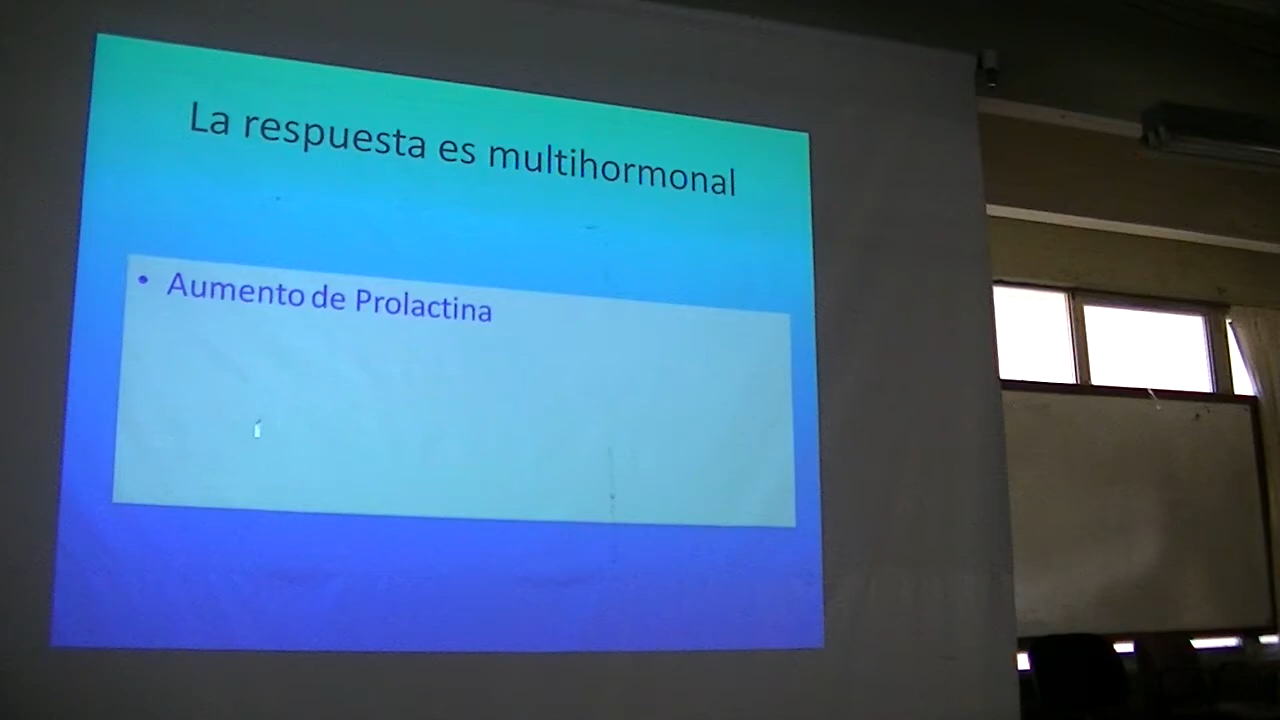 La respuesta es multihormonal
• Aumento de Prolactina